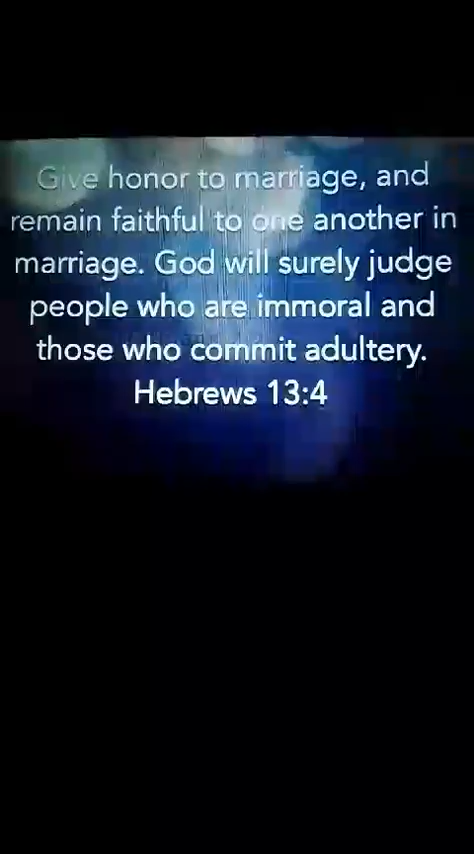 Give honor to marriage, and
remain faithful to one another in
marriage. God will surely judge
people who are immoral and
those who commit adultery.
Hebrews 13:4